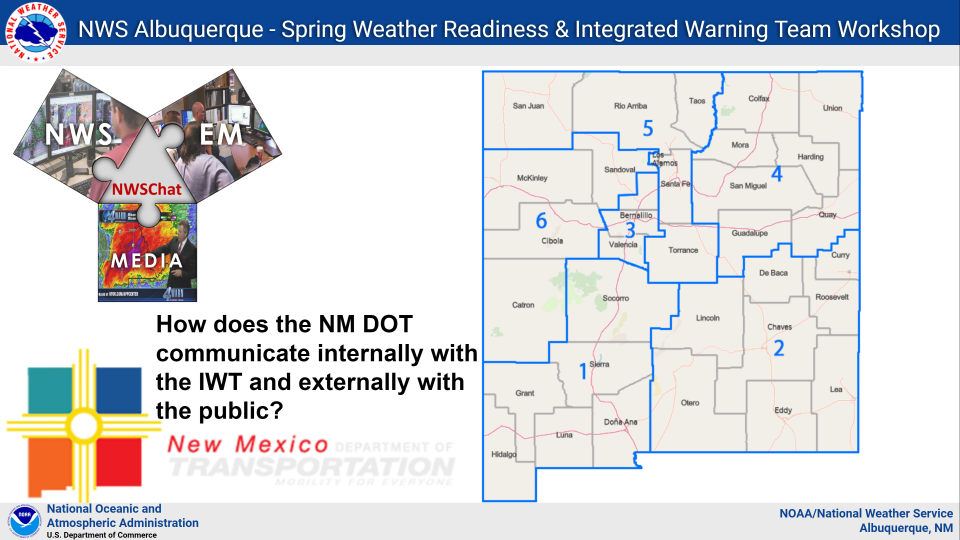 NWS Albuquerque - Spring Weather Readiness & Integrated Warning Team Workshop
NATIONAL WEATHER SERVICE
NWS
EM
NWSChat
MEDIA
How does the NM DOT
communicate internally with
the IWT and externally with
the public?
New Mexico DEPARTMENT OF
TRANSPORTATION
MOBILITY FOR EVERYONE
San Juan
Rio Arriba
Taos
Colfax
Union
5
Mora
Harding
Los
Alamos
Sandoval
McKinley
Santa Fe
San Miguel
4
6
Bernalillo
Quay
3
Guadalupe
Cibola
Valencia
Torrance
Curry
De Baca
Socorro
Roosevelt
Catron
Lincoln
Chaves
2
1
Sierra
Grant
Otero
Lea
Eddy
Doña Ana
Luna
Hidalgo
NOAA
National Oceanic and
Atmospheric Administration
U.S. Department of Commerce
NOAA/National Weather Service
Albuquerque, NM